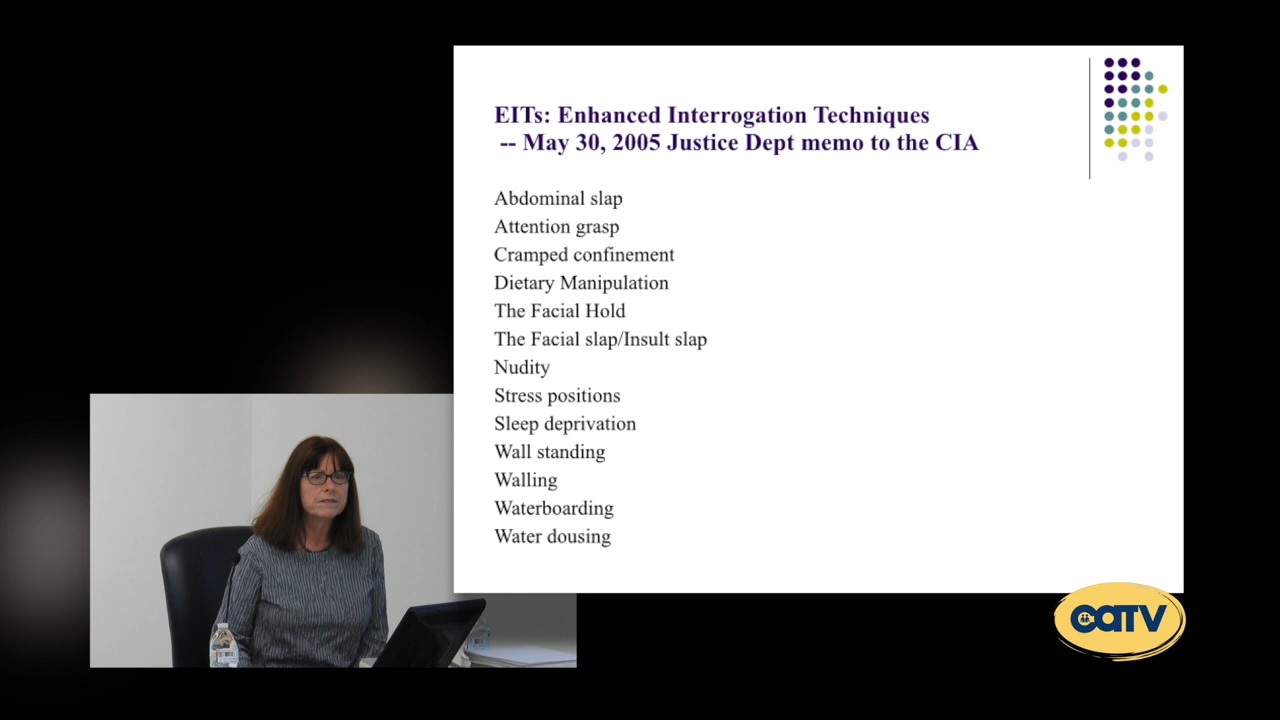 EITs: Enhanced Interrogation Techniques
-- May 30, 2005 Justice Dept memo to the CIA
Abdominal slap
Attention grasp
Cramped confinement
Dietary Manipulation
The Facial Hold
The Facial slap/Insult slap
Nudity
Stress positions
Sleep deprivation
Wall standing
Walling
Waterboarding
Water dousing
CATV